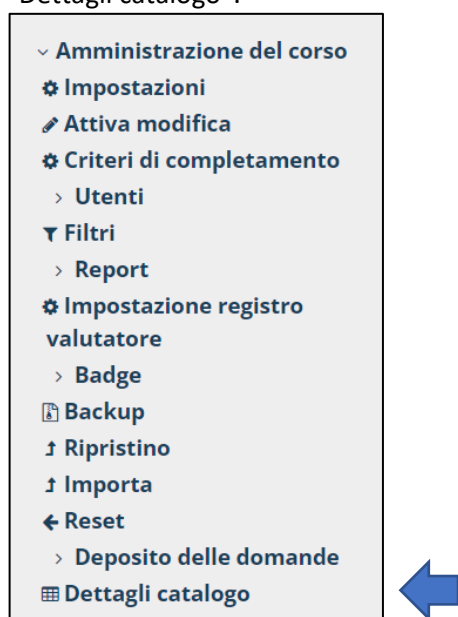 "Dettagli catalogo".
Amministrazione del corso
Impostazioni
Attiva modifica
Criteri di completamento
Utenti
Filtri
Report
Impostazione registro
valutatore
Badge
Backup
Ripristino
Importa
Reset
Deposito delle domande
Dettagli catalogo